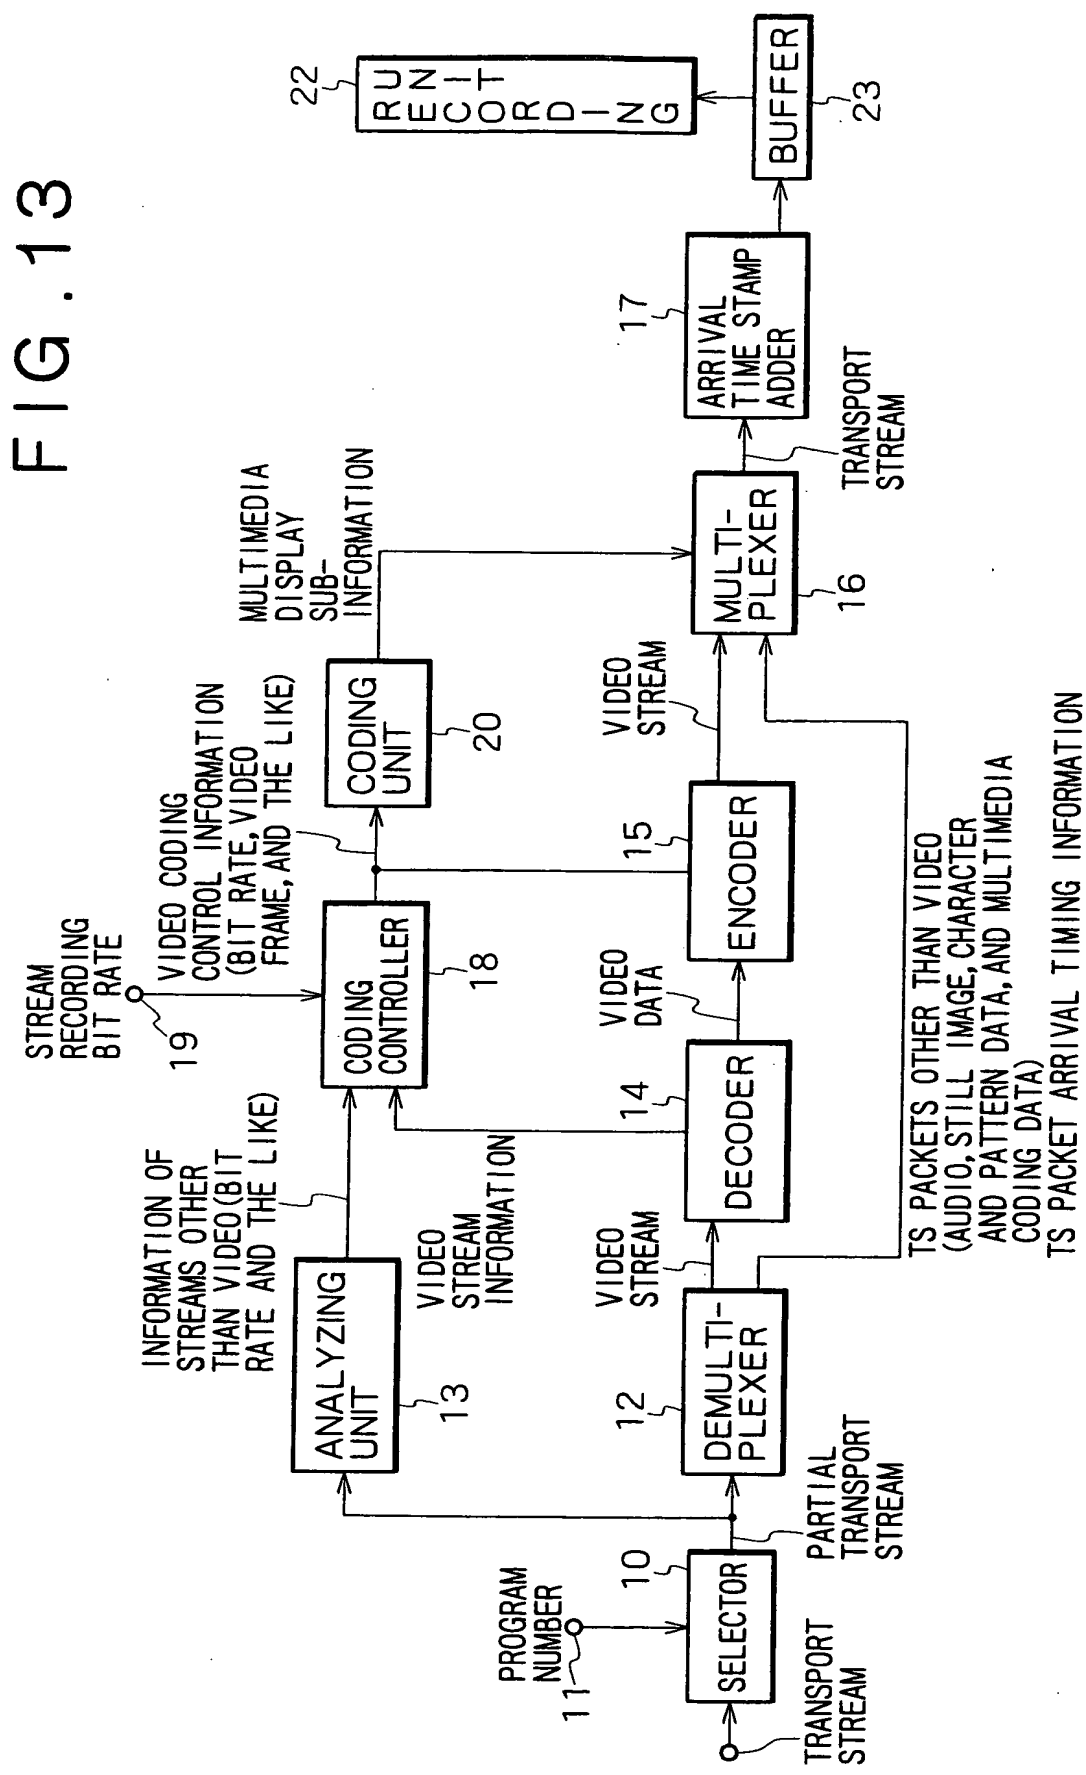 FIG.13
STREAM
RECORDING
BIT RATE
19
INFORMATION OF
STREAMS OTHER
THAN VIDEO(BIT
RATE AND THE LIKE)
VIDEO CODING
CONTROL INFORMATION
(BIT RATE, VIDEO
FRAME, AND THE LIKE)
MULTIMEDIA
DISPLAY
SUB-
INFORMATION
ANALYZING
UNIT
13
CODING
CONTROLLER
18
CODING
UNIT
20
22
RECORDING
UNIT
VIDEO
STREAM
INFORMATION
PROGRAM
NUMBER
11
10
SELECTOR
TRANSPORT
STREAM
PARTIAL
TRANSPORT
STREAM
12
DEMULTI-
PLEXER
VIDEO
STREAM
14
DECODER
VIDEO
DATA
15
ENCODER
VIDEO
STREAM
MULTI-
PLEXER
16
TRANSPORT
STREAM
17
ARRIVAL
TIME STAMP
ADDER
BUFFER
23
TS PACKETS OTHER THAN VIDEO
(AUDIO, STILL IMAGE, CHARACTER
AND PATTERN DATA, AND MULTIMEDIA
CODING DATA)
TS PACKET ARRIVAL TIMING INFORMATION